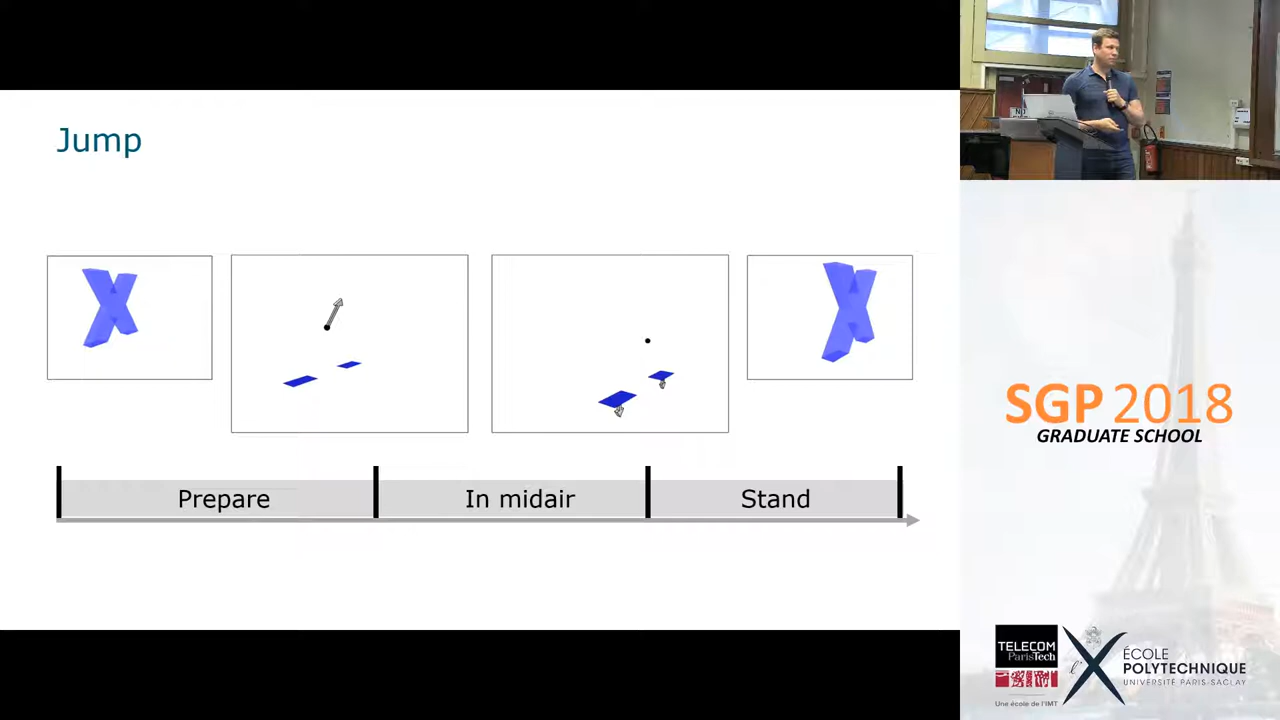 Jump
Prepare
In midair
Stand
SGP 2018
GRADUATE SCHOOL
TELECOM
ParisTech
Une école de l'IMT
ÉCOLE
POLYTECHNIQUE
UNIVERSITÉ PARIS-SACLAY